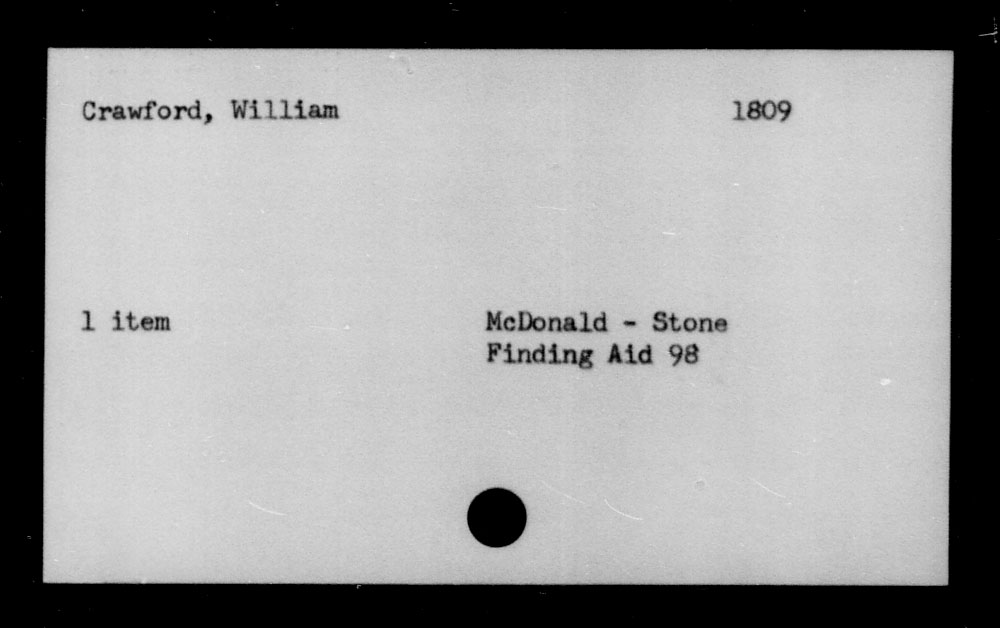 Crawford, William 1809
1 item McDonald - Stone
Finding Aid 98